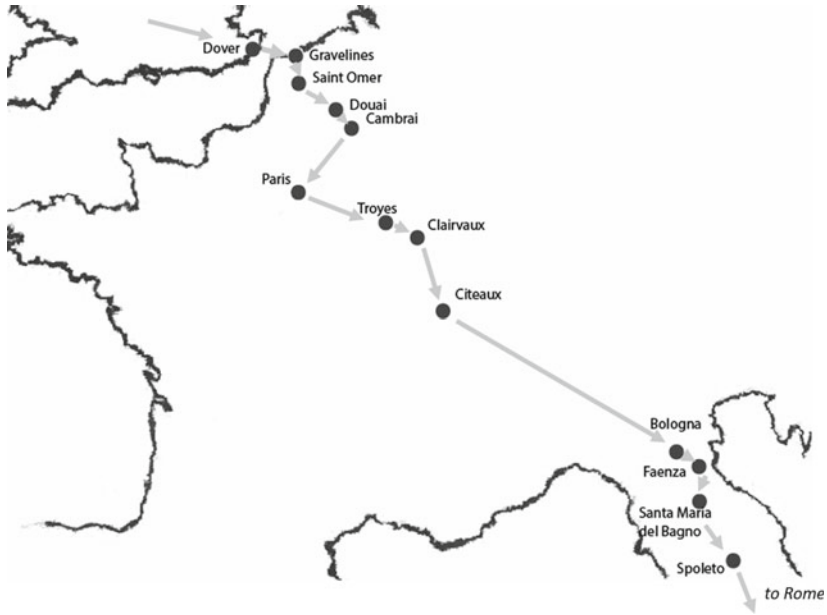 Dover
Gravelines
Saint Omer
Douai
Cambrai
Paris
Troyes
Clairvaux
Citeaux
Bologna
Faenza
Santa Maria
del Bagno
Spoleto
to Rome